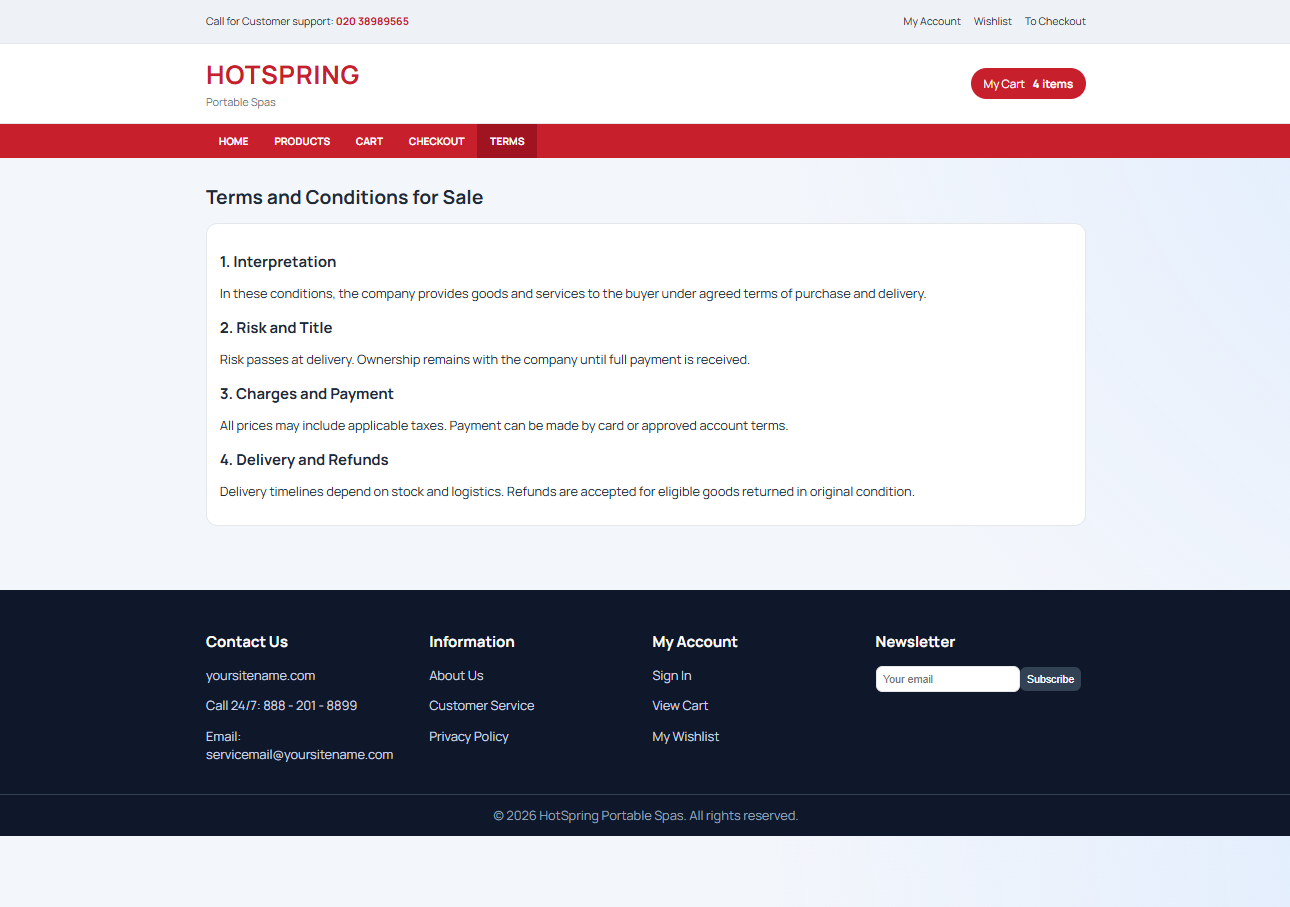 Call for Customer support: 020 38989565
My Account Wishlist To Checkout
HOTSPRING
Portable Spas
My Cart 4 items
HOME PRODUCTS CART CHECKOUT TERMS
Terms and Conditions for Sale
1. Interpretation
In these conditions, the company provides goods and services to the buyer under agreed terms of purchase and delivery.
2. Risk and Title
Risk passes at delivery. Ownership remains with the company until full payment is received.
3. Charges and Payment
All prices may include applicable taxes. Payment can be made by card or approved account terms.
4. Delivery and Refunds
Delivery timelines depend on stock and logistics. Refunds are accepted for eligible goods returned in original condition.
Contact Us
yoursitename.com
Call 24/7: 888 - 201 - 8899
Email:
servicemail@yoursitename.com
Information
About Us
Customer Service
Privacy Policy
My Account
Sign In
View Cart
My Wishlist
Newsletter
Your email Subscribe
© 2026 HotSpring Portable Spas. All rights reserved.